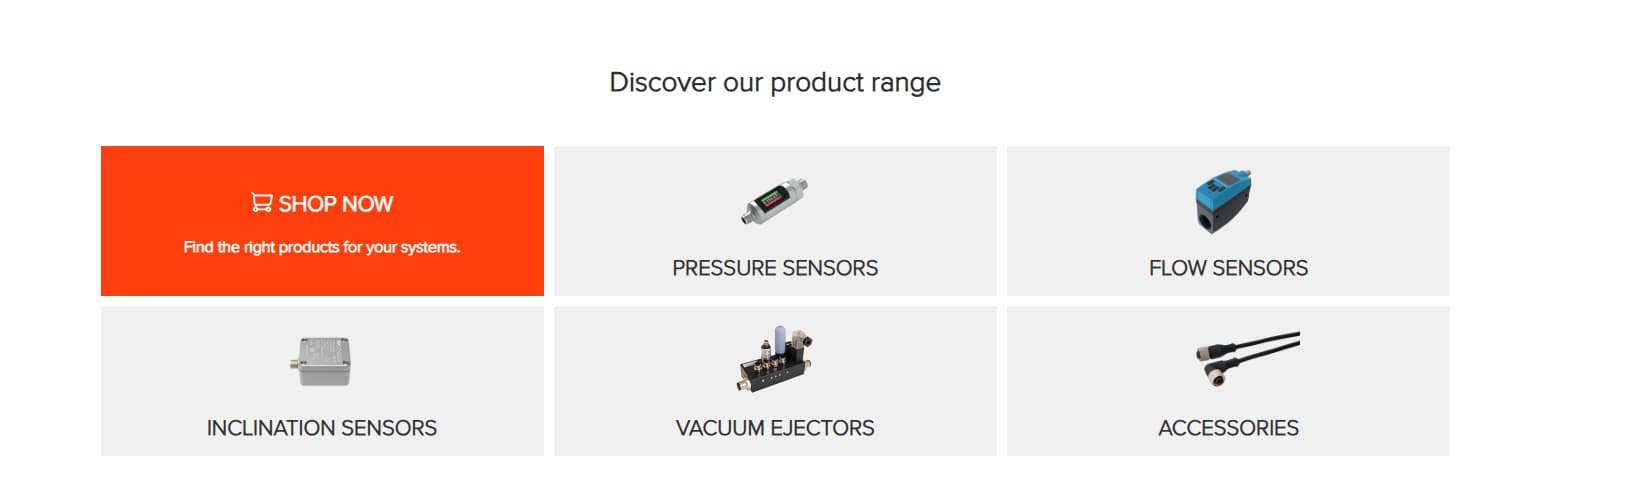 Discover our product range
SHOP NOW
Find the right products for your systems.
PRESSURE SENSORS
FLOW SENSORS
INCLINATION SENSORS
VACUUM EJECTORS
ACCESSORIES